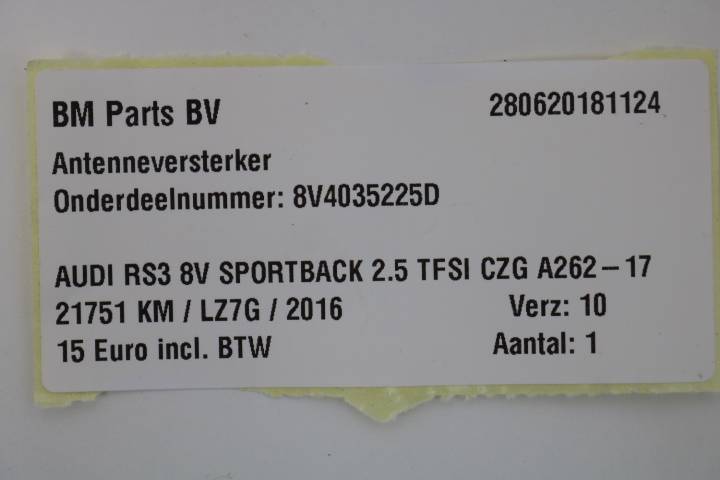 BM Parts BV 280620181124
Antenneversterker
Onderdeelnummer: 8V4035225D
AUDI RS3 8V SPORTBACK 2.5 TFSI CZG A262-17
21751 KM / LZ7G / 2016 Verz: 10
15 Euro incl. BTW Aantal: 1